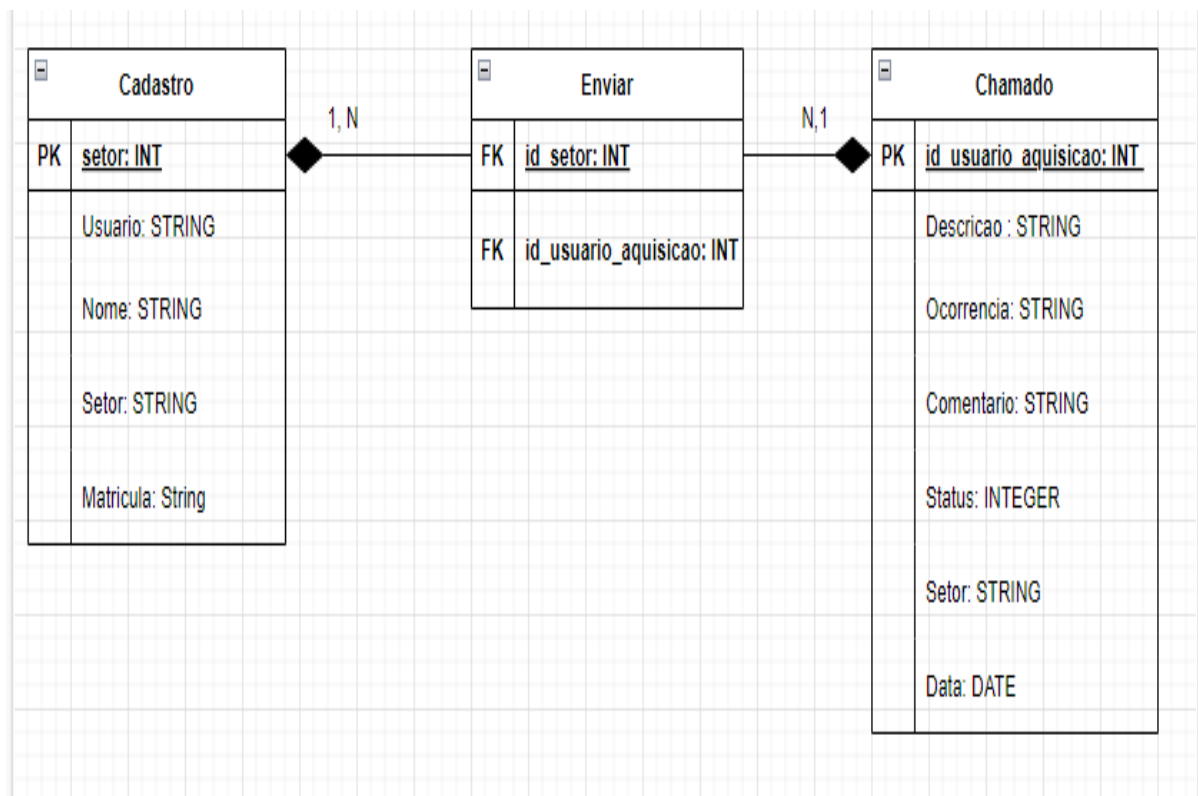 Cadastro
PK setor: INT
Usuario: STRING
Nome: STRING
Setor: STRING
Matricula: String
1, N
Enviar
FK id_setor: INT
FK id_usuario_aquisicao: INT
N,1
Chamado
PK id_usuario_aquisicao: INT
Descricao : STRING
Ocorrencia: STRING
Comentario: STRING
Status: INTEGER
Setor: STRING
Data: DATE